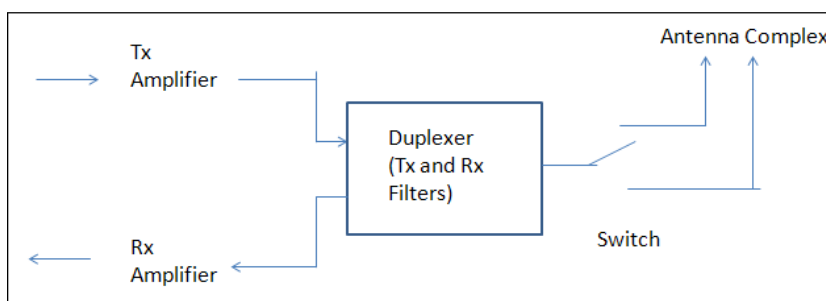 Tx
Amplifier
Antenna Complex
Duplexer
(Tx and Rx
Filters)
Switch
Rx
Amplifier